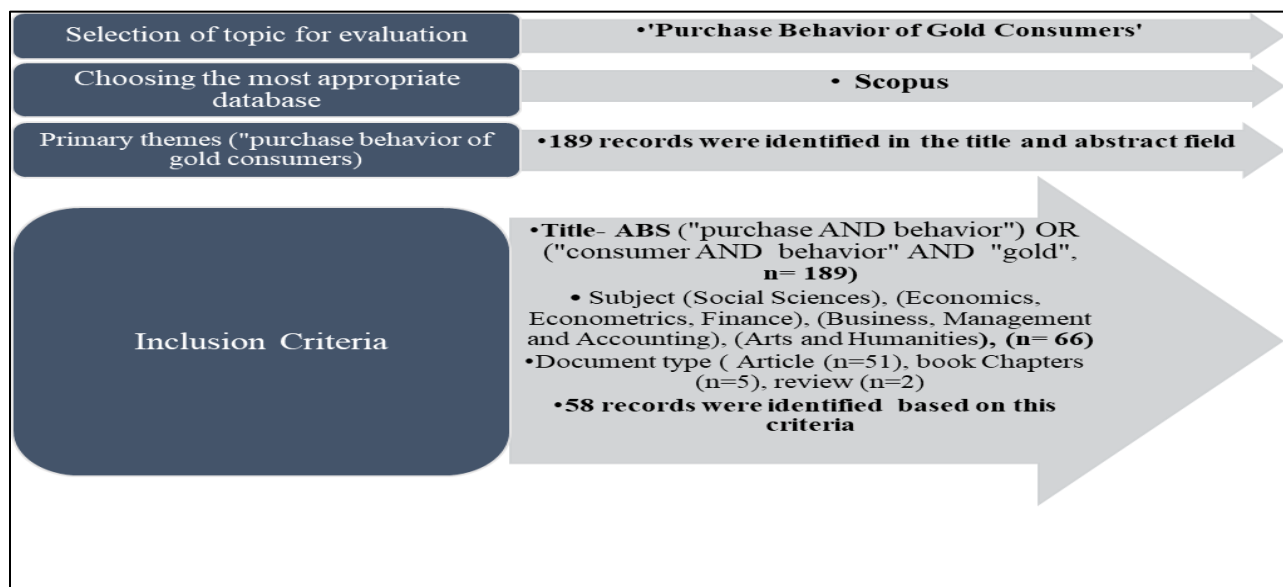 Selection of topic for evaluation
•'Purchase Behavior of Gold Consumers'
Choosing the most appropriate
database
• Scopus
Primary themes ("purchase behavior of
gold consumers)
•189 records were identified in the title and abstract field
Inclusion Criteria
•Title- ABS ("purchase AND behavior") OR
("consumer AND behavior" AND "gold",
n= 189)
• Subject (Social Sciences), (Economics,
Econometrics, Finance), (Business, Management
and Accounting), (Arts and Humanities), (n= 66)
•Document type ( Article (n=51), book Chapters
(n=5), review (n=2)
•58 records were identified based on this
criteria